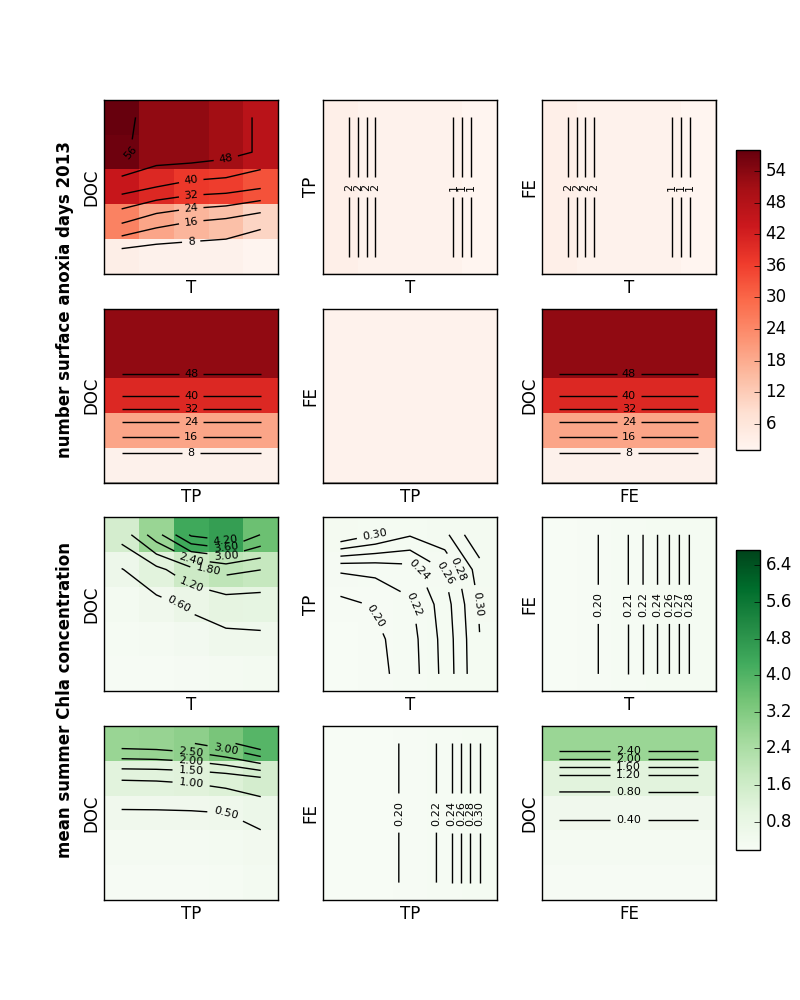 number surface anoxia days 2013
DOC
56
48
40
32
24
16
8
T
TP
2 2 2 2
1 1 1
T
FE
2 2 2 2
1 1 1
T
54
48
42
36
30
24
18
12
6
DOC
48
40
32
24
16
8
TP
FE
TP
DOC
48
40
32
24
16
8
FE
mean summer Chla concentration
DOC
4.20
3.60
3.00
2.40
1.80
1.20
0.60
T
TP
0.30
0.24
0.26
0.28
0.20
0.22
0.30
T
FE
0.20
0.21
0.22
0.24
0.26
0.27
0.28
T
6.4
5.6
4.8
4.0
3.2
2.4
1.6
0.8
DOC
3.00
2.50
2.00
1.50
1.00
0.50
TP
FE
0.20
0.22
0.24
0.26
0.28
0.30
TP
DOC
2.40
2.00
1.60
1.20
0.80
0.40
FE